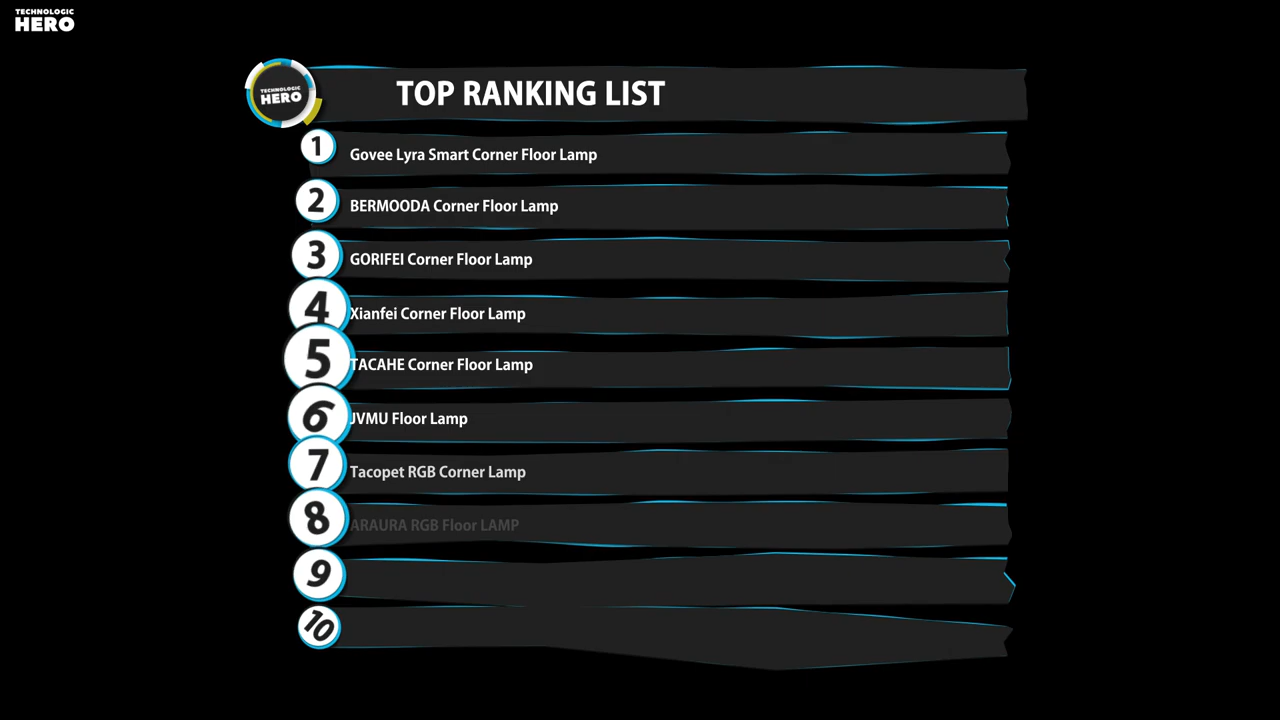 TECHNOLOGIC
HERO
TECHNOLOGIC
HERO
TOP RANKING LIST
1 Govee Lyra Smart Corner Floor Lamp
2 BERMOODA Corner Floor Lamp
3 GORIFEI Corner Floor Lamp
4 Xianfei Corner Floor Lamp
5 TACAHE Corner Floor Lamp
6 JVMU Floor Lamp
7 Tacopet RGB Corner Lamp
8 ARAURA RGB Floor LAMP
9
10